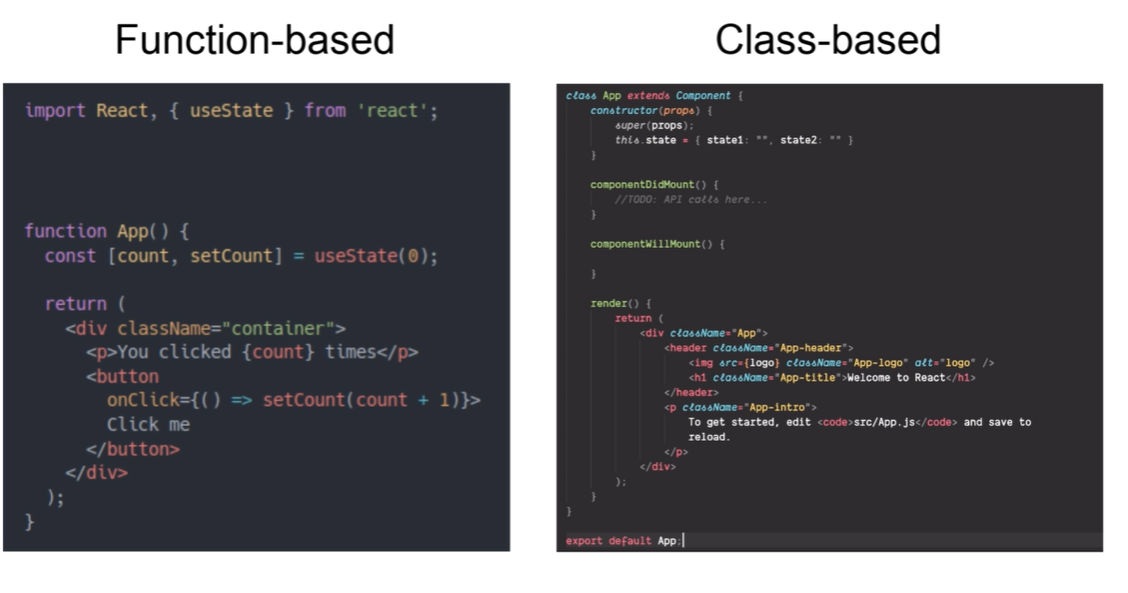 Function-based
import React, { useState } from 'react';
function App() {
const [count, setCount] = useState(0);
return (
<div className="container">
<p>You clicked {count} times</p>
<button
onClick={() => setCount(count + 1)}>
Click me
</button>
</div>
);
}
Class-based
class App extends Component {
constructor(props) {
super(props);
this.state = { state1: "", state2: "" }
}
componentDidMount() {
//TODO: API calls here...
}
componentWillMount() {
}
render() {
return (
<div className="App">
<header className="App-header">
<img src={logo} className="App-logo" alt="logo" />
<h1 className="App-title">Welcome to React</h1>
</header>
<p className="App-intro">
To get started, edit <code>src/App.js</code> and save to
reload.
</p>
</div>
);
}
}
export default App;